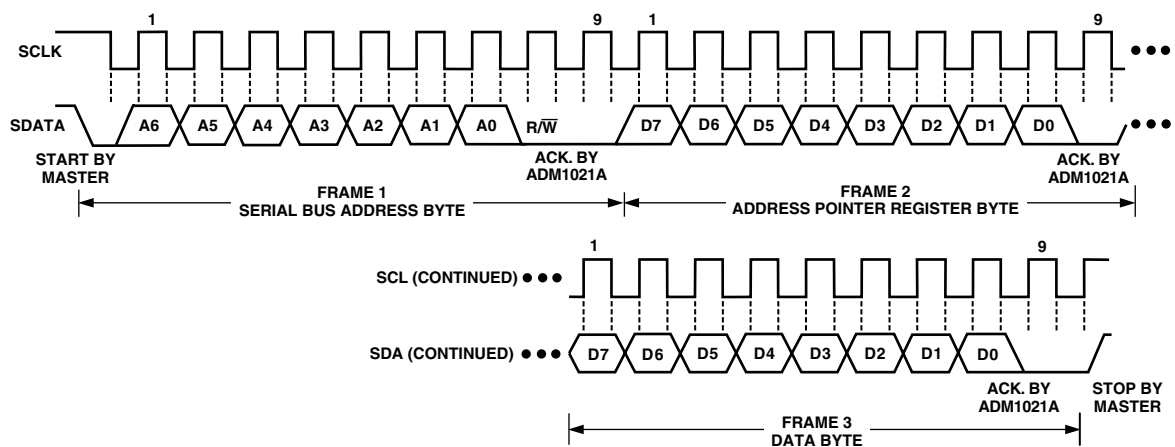 1 9 1 9
SCLK
SDATA A6 A5 A4 A3 A2 A1 A0 R/W̅ D7 D6 D5 D4 D3 D2 D1 D0
START BY
MASTER
ACK. BY
ADM1021A
ACK. BY
ADM1021A
FRAME 1
SERIAL BUS ADDRESS BYTE
FRAME 2
ADDRESS POINTER REGISTER BYTE
1 9
SCL (CONTINUED)
SDA (CONTINUED) D7 D6 D5 D4 D3 D2 D1 D0
ACK. BY
ADM1021A
STOP BY
MASTER
FRAME 3
DATA BYTE